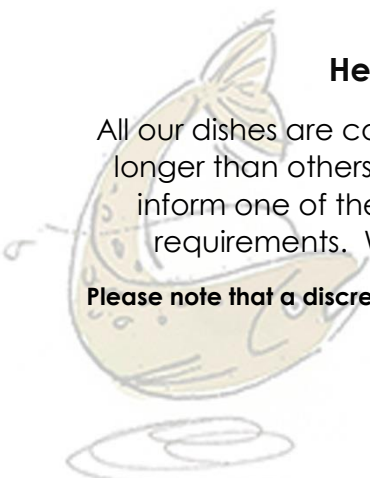 He
All our dishes are co
longer than others
inform one of the
requirements. W
Please note that a discre